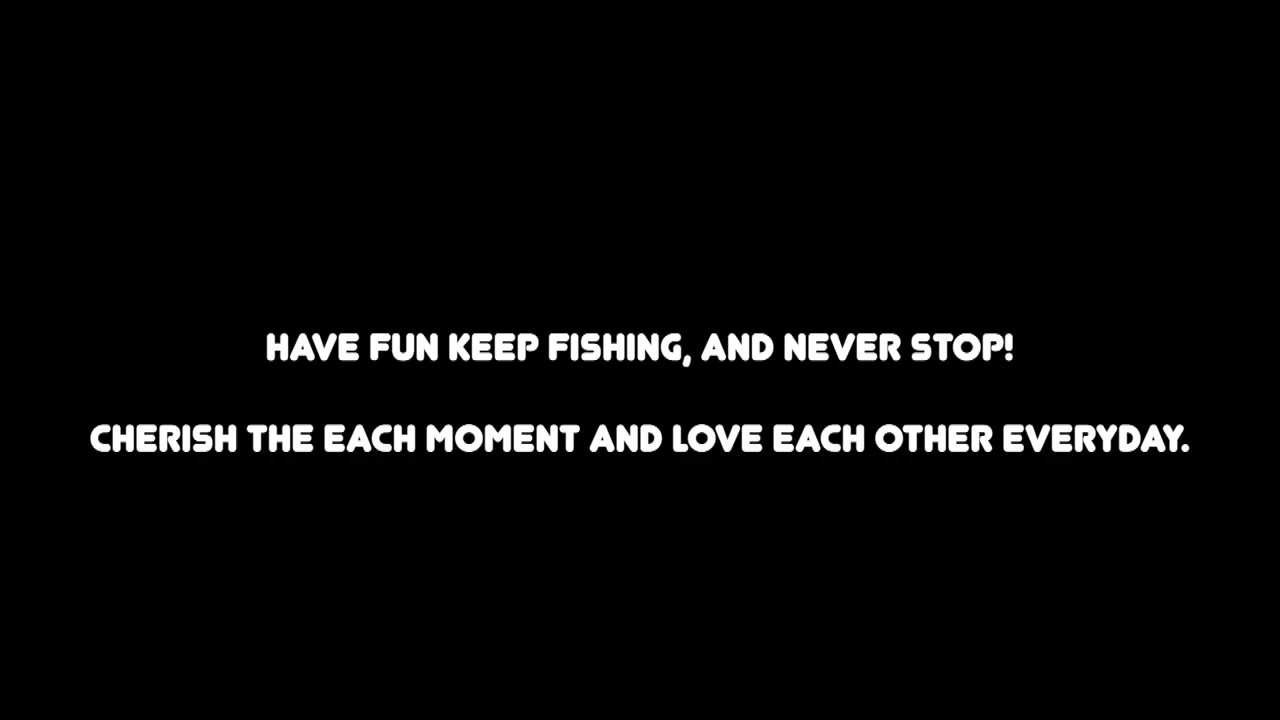 HAVE FUN KEEP FISHING, AND NEVER STOP!
CHERISH THE EACH MOMENT AND LOVE EACH OTHER EVERYDAY.